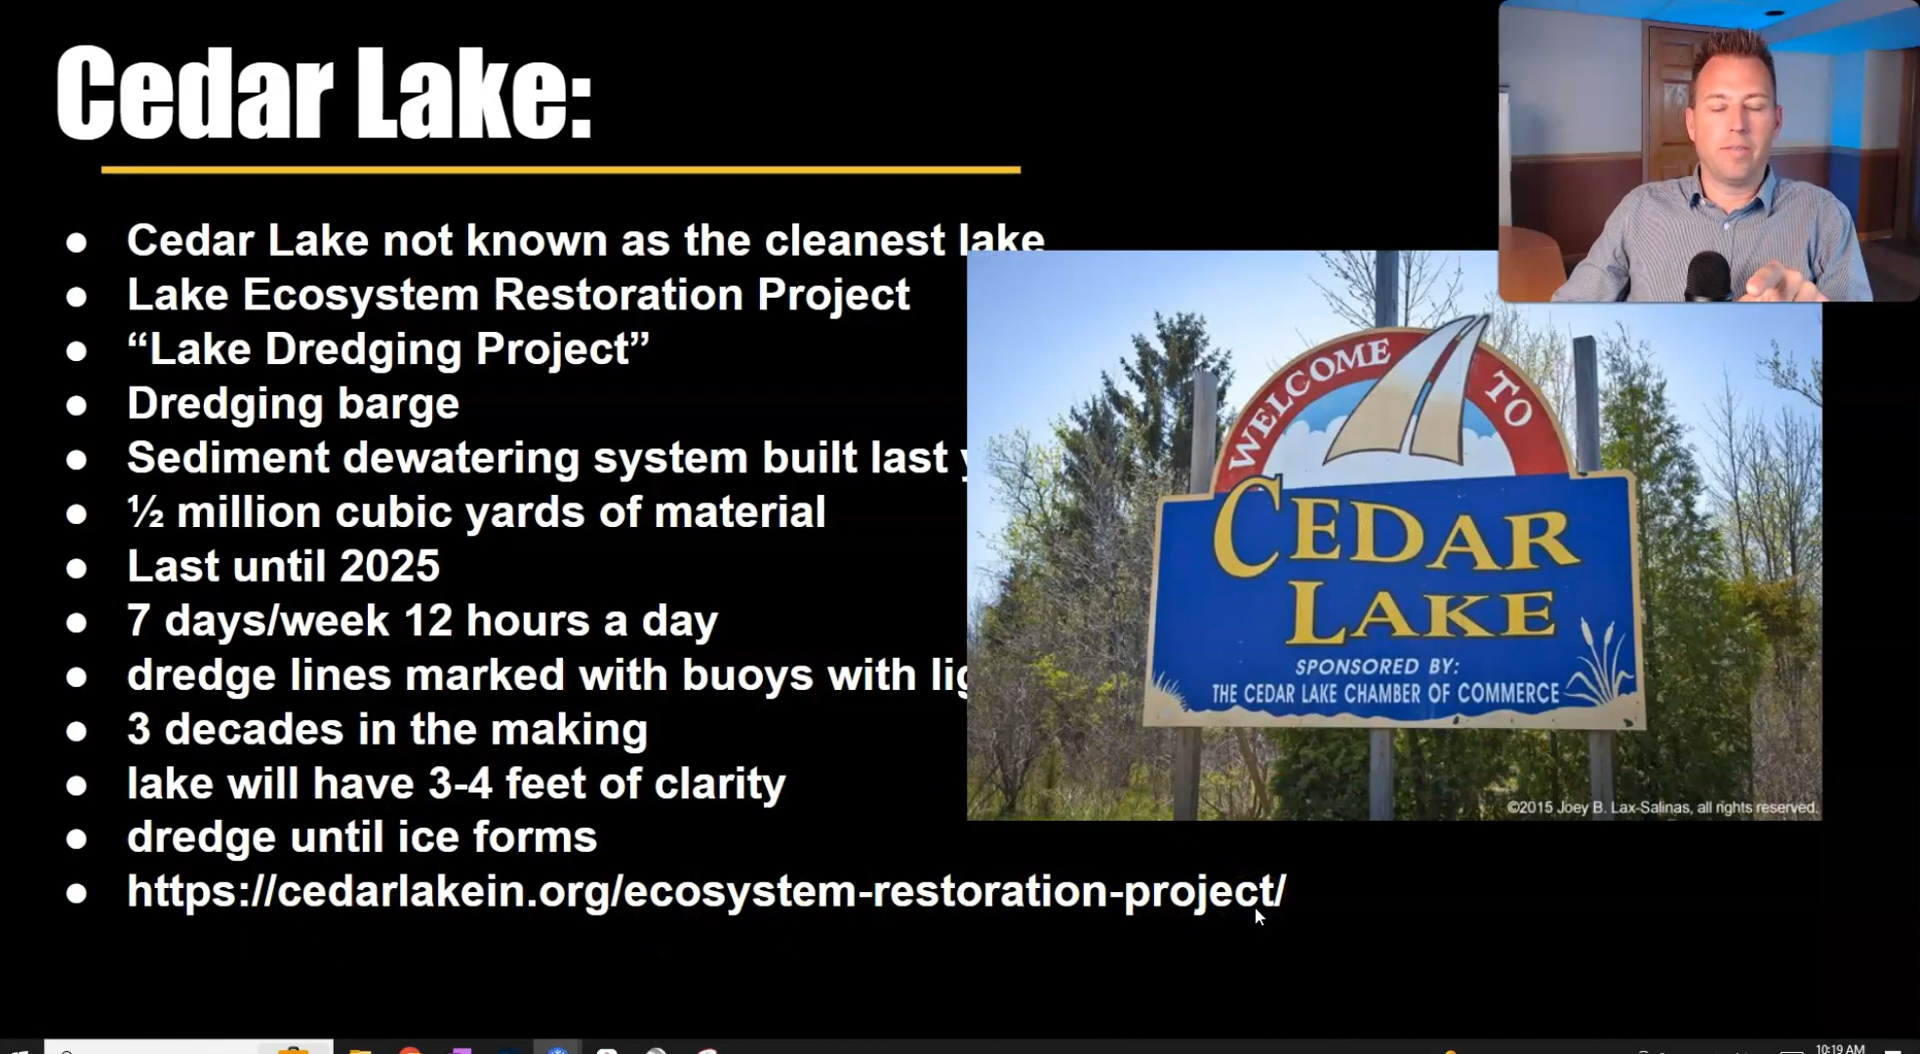 Cedar Lake:
Cedar Lake not known as the cleanest lake
Lake Ecosystem Restoration Project
“Lake Dredging Project”
Dredging barge
Sediment dewatering system built last
½ million cubic yards of material
Last until 2025
7 days/week 12 hours a day
dredge lines marked with buoys with
3 decades in the making
lake will have 3-4 feet of clarity
dredge until ice forms
https://cedarlakein.org/ecosystem-restoration-project/
WELCOME TO
CEDAR
LAKE
SPONSORED BY:
THE CEDAR LAKE CHAMBER OF COMMERCE
©2015 Joey B. Lax-Salinas, all rights reserved.
10:19 AM